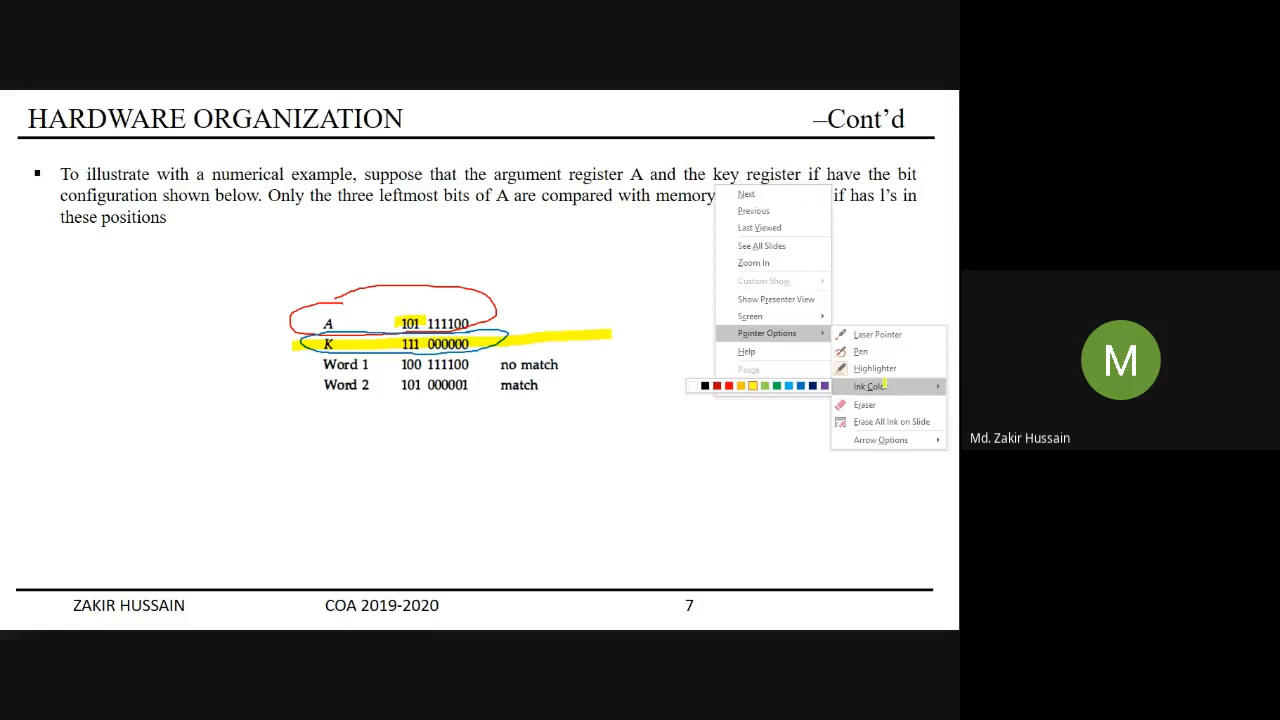 HARDWARE ORGANIZATION –Cont’d
▪ To illustrate with a numerical example, suppose that the argument register A and the key register if have the bit
configuration shown below. Only the three leftmost bits of A are compared with memory if has l’s in
these positions
A 101 111100
K 111 000000
Word 1 100 111100 no match
Word 2 101 000001 match
Next
Previous
Last Viewed
See All Slides
Zoom In
Custom Show
Show Presenter View
Screen
Pointer Options
Help
Pause
Laser Pointer
Pen
Highlighter
Ink Color
Eraser
Erase All Ink on Slide
Arrow Options
ZAKIR HUSSAIN COA 2019-2020 7
M
Md. Zakir Hussain